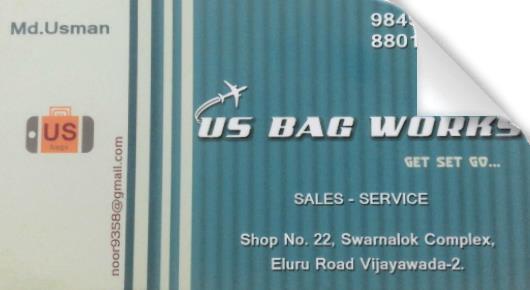 Md.Usman
984
8801
US
bags
noor9358@gmail.com
US BAG WORKS
GET SET GO...
SALES - SERVICE
Shop No. 22, Swarnalok Complex,
Eluru Road Vijayawada-2.